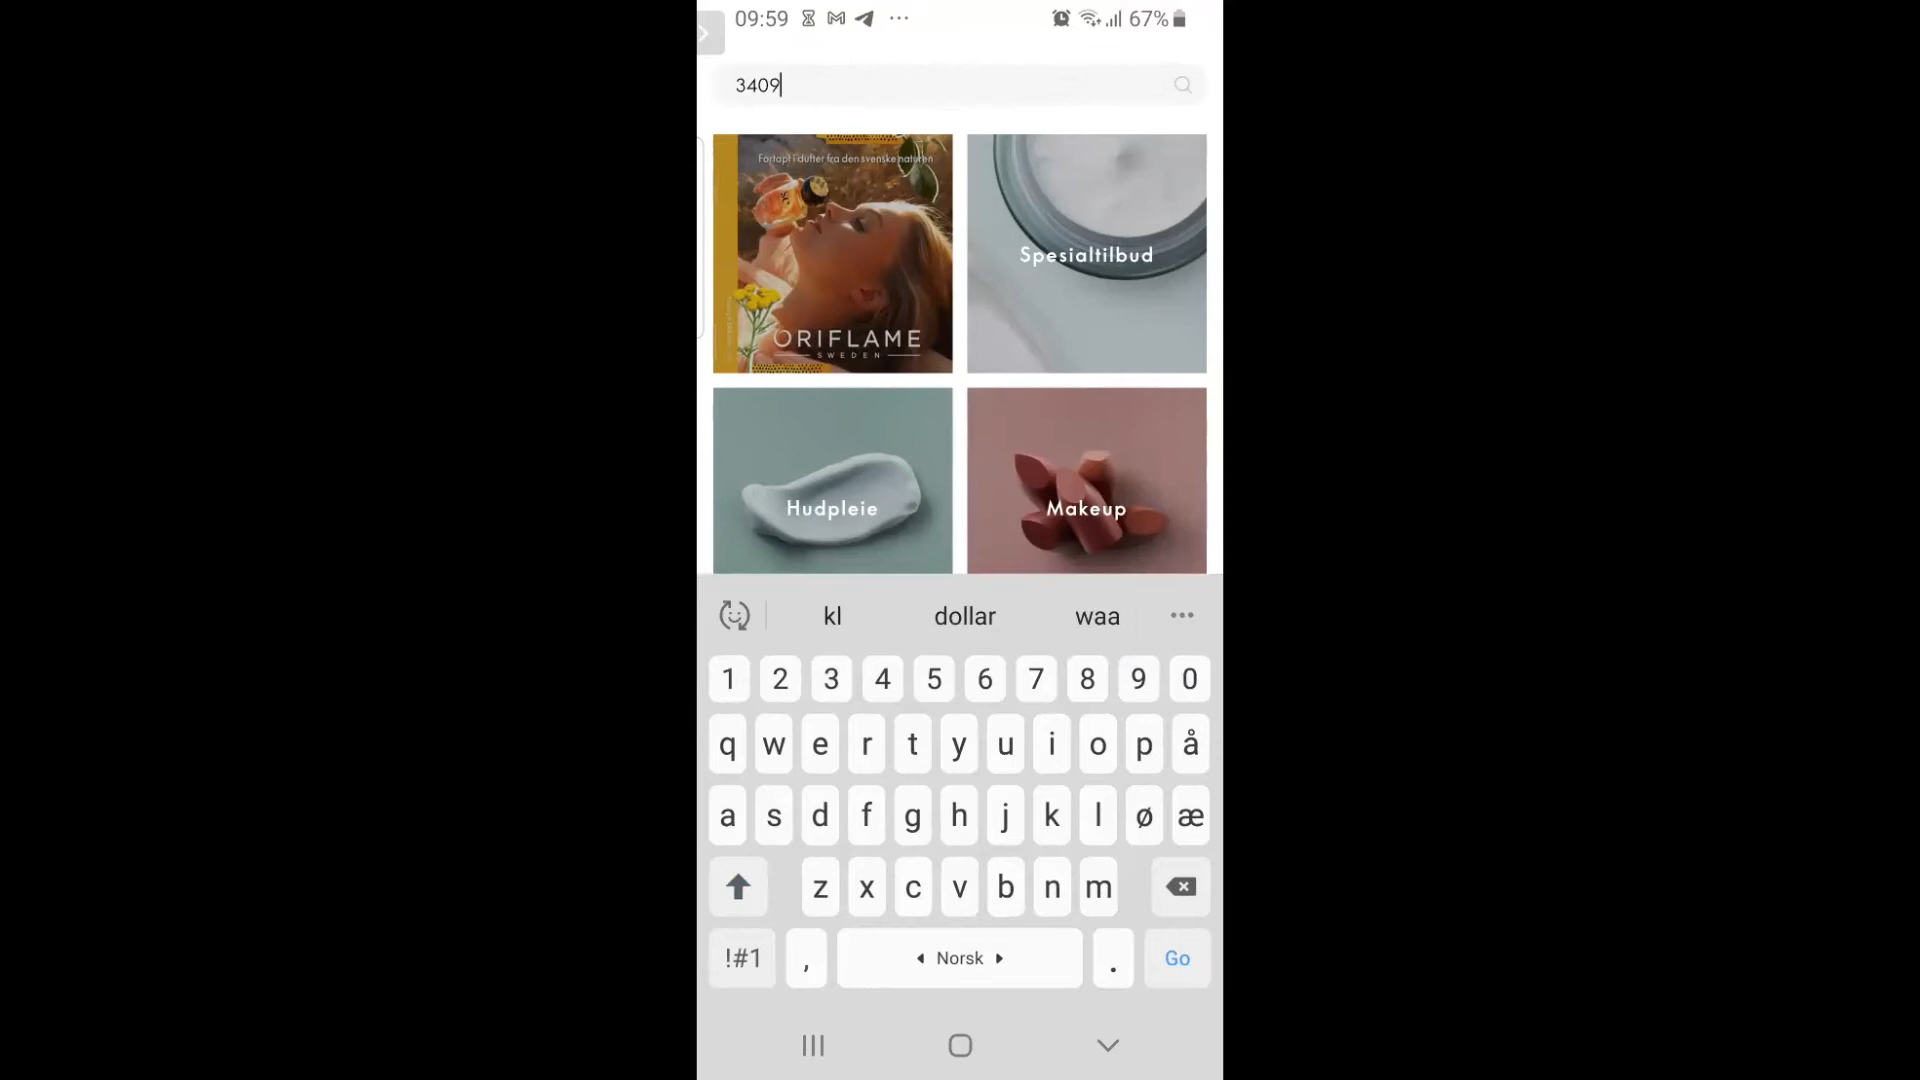 09:59 67%
3409
Fortapt i dufter fra den svenske naturen
ORIFLAME
SWEDEN
Spesialtilbud
Hudpleie
Makeup
kl dollar waa
1 2 3 4 5 6 7 8 9 0
q w e r t y u i o p å
a s d f g h j k l ø æ
z x c v b n m
!#1 , Norsk . Go